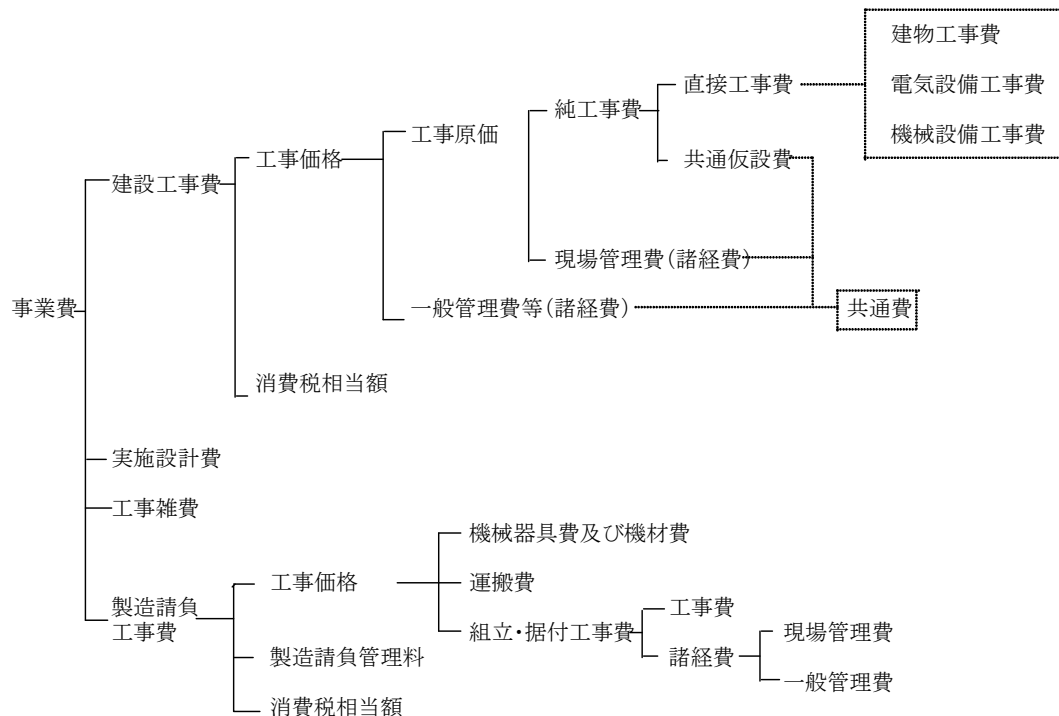 建物工事費
電気設備工事費
機械設備工事費
直接工事費
純工事費
共通仮設費
工事原価
工事価格
建設工事費
現場管理費(諸経費)
一般管理費等(諸経費)
共通費
事業費
消費税相当額
実施設計費
工事雑費
製造請負
工事費
工事価格
機械器具費及び機材費
運搬費
組立・据付工事費
工事費
諸経費
現場管理費
一般管理費
製造請負管理料
消費税相当額